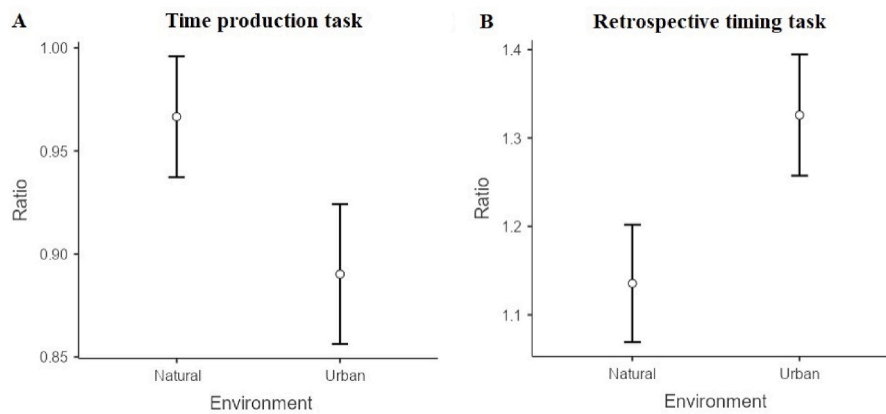 A Time production task
1.00
0.95
0.90
0.85
Ratio
Natural Urban
Environment
B Retrospective timing task
1.4
1.3
1.2
1.1
Ratio
Natural Urban
Environment